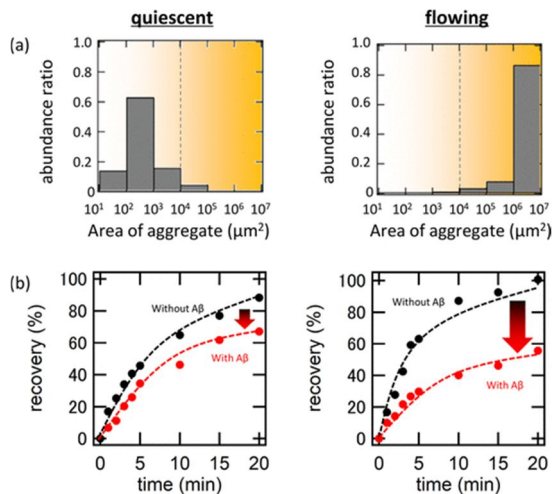 quiescent
flowing
(a)
abundance ratio
1.0
0.8
0.6
0.4
0.2
0
10¹ 10² 10³ 10⁴ 10⁵ 10⁶ 10⁷
Area of aggregate (μm²)
abundance ratio
1.0
0.8
0.6
0.4
0.2
0
10¹ 10² 10³ 10⁴ 10⁵ 10⁶ 10⁷
Area of aggregate (μm²)
(b)
recovery (%)
100
80
60
40
20
0
Without Aβ
With Aβ
0 5 10 15 20
time (min)
recovery (%)
100
80
60
40
20
0
Without Aβ
With Aβ
0 5 10 15 20
time (min)